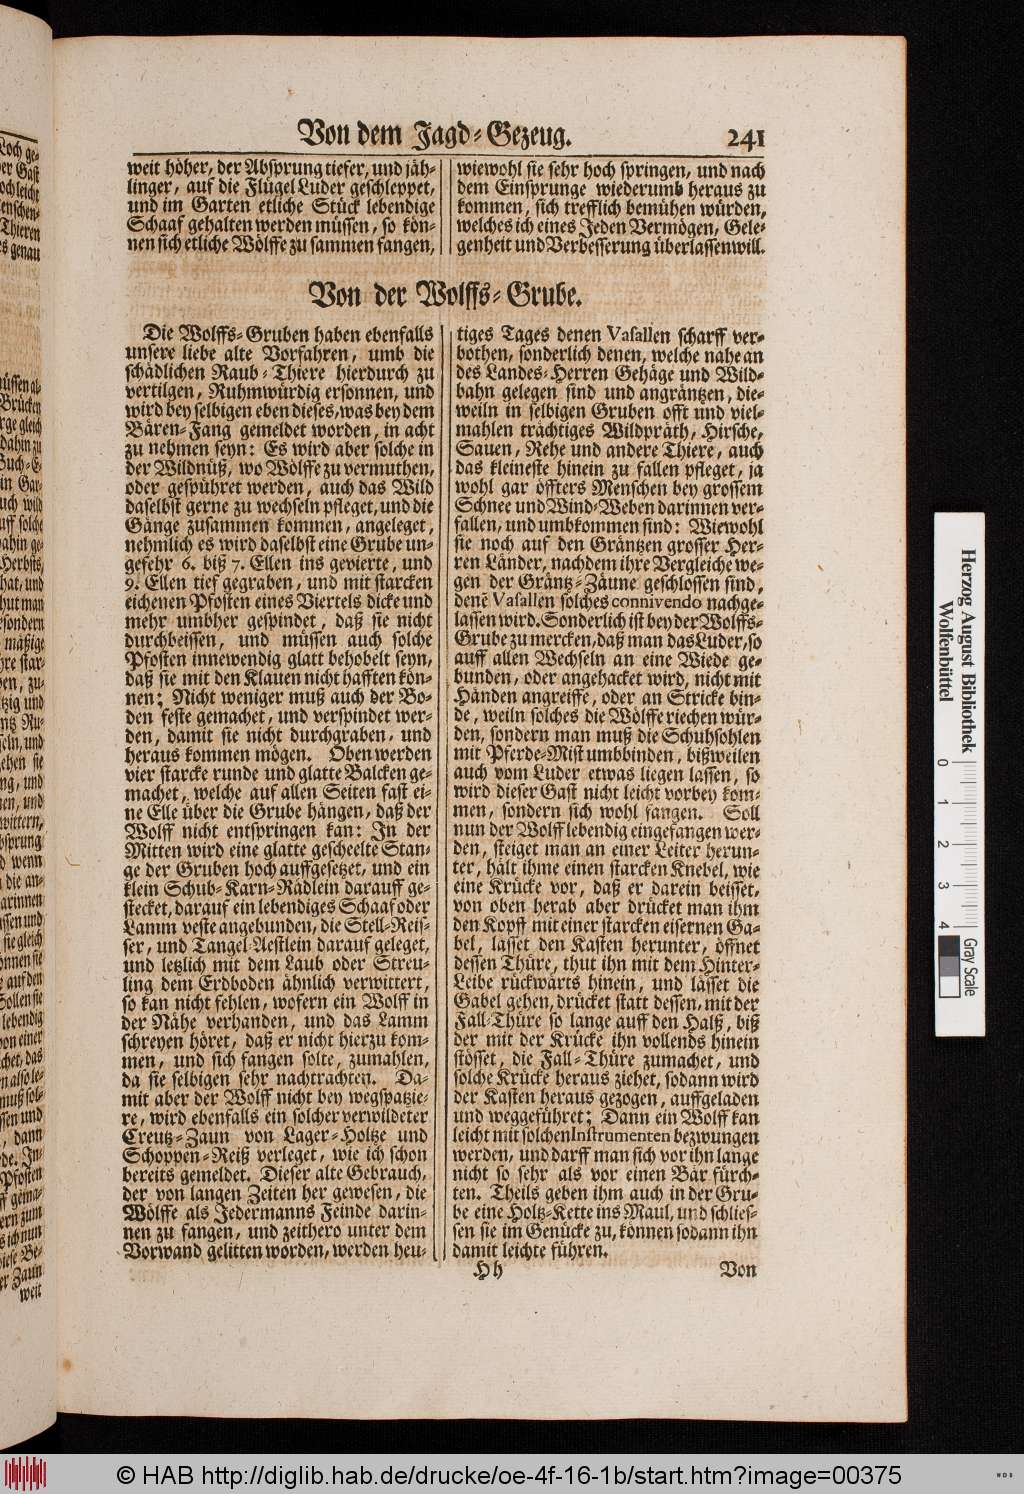 Von dem Jagd-Gezeug. 241
weit höher, der Absprung tiefer, und jäh-
linger, auf die Flügel Luder geschleppet,
und im Garten etliche Stück lebendige
Schaaf gehalten werden müssen, so kön-
nen sich etliche Wölffe zu sammen fangen,
wiewohl sie sehr hoch springen, und nach
dem Einsprunge wiederumb heraus zu
kommen, sich trefflich bemühen würden,
welches ich eines Jeden Vermögen, Gele-
genheit und Verbesserung überlassen will.
Von der Wolffs-Grube.
Die Wolffs-Gruben haben ebenfalls
unsere liebe alte Vorfahren, umb die
schädlichen Raub-Thiere hierdurch zu
vertilgen, Ruhmwürdig ersonnen, und
wird bey selbigen eben dieses, was bey dem
Bären-Fang gemeldet worden, in acht
zu nehmen seyn: Es wird aber solche in
der Wildnüß, wo Wölffe zu vermuthen,
oder gespühret werden, auch das Wild
daselbst gerne zu wechseln pfleget, und die
Gänge zusammen kommen, angeleget,
nehmlich es wird daselbst eine Grube un-
gefehr 6. biß 7. Ellen ins gevierte, und
9. Ellen tief gegraben, und mit starcken
eichenen Pfosten eines Viertels dicke und
mehr umbher gespindet, daß sie nicht
durchbeissen, und müssen auch solche
Pfosten innewendig glatt behobelt seyn,
daß sie mit den Klauen nicht hafften kön-
nen; Nicht weniger muß auch der Bo-
den feste gemachet, und verspindet wer-
den, damit sie nicht durchgraben, und
heraus kommen mögen. Oben werden
vier starcke runde und glatte Balcken ge-
machet, welche auf allen Seiten fast ei-
ne Elle über die Grube hängen, daß der
Wolff nicht entspringen kan: In der
Mitten wird eine glatte gescheelte Stan-
ge der Gruben hoch auffgesetzet, und ein
klein Schub-Karn-Rädlein darauff ge-
stecket, darauf ein lebendiges Schaaf oder
Lamm veste angebunden, die Stell-Reis-
ser, und Tangel-Aestlein darauf geleget,
und letzlich mit dem Laub oder Streu-
ling dem Erdboden ähnlich verwittert,
so kan nicht fehlen, wofern ein Wolff in
der Nähe verhanden, und das Lamm
schreyen höret, daß er nicht hierzu kom-
men, und sich fangen solte, zumahlen,
da sie selbigen sehr nachtrachten. Da-
mit aber der Wolff nicht bey wegspatzie-
re, wird ebenfalls ein solcher verwildeter
Creutz-Zaun von Lager-Holtze und
Schoppen-Reiß verleget, wie ich schon
bereits gemeldet. Dieser alte Gebrauch,
der von langen Zeiten her gewesen, die
Wölffe als Jedermanns Feinde darin-
nen zu fangen, und zeithero unter dem
Vorwand gelitten worden, werden heu-
tiges Tages denen Vasallen scharff ver-
bothen, sonderlich denen, welche nahe an
des Landes-Herren Gehäge und Wild-
bahn gelegen sind und angräntzen, die-
weiln in selbigen Gruben offt und viel-
mahlen trächtiges Wildpräth, Hirsche,
Sauen, Rehe und andere Thiere, auch
das kleineste hinein zu fallen pfleget, ja
wohl gar öffters Menschen bey grossem
Schnee und Wind-Weben darinnen ver-
fallen, und umbkommen sind: Wiewohl
sie noch auf den Gräntzen grosser Her-
ren Länder, nachdem ihre Vergleiche we-
gen der Gräntz-Zäune geschlossen sind,
denē Vasallen solches connivendo nachge-
lassen wird. Sonderlich ist bey der Wolffs-
Grube zu mercken, daß man das Luder, so
auff allen Wechseln an eine Wiede ge-
bunden, oder angehacket wird, nicht mit
Händen angreiffe, oder an Stricke bin-
de, weiln solches die Wölffe riechen wür-
den, sondern man muß die Schuhsohlen
mit Pferde-Mist umbbinden, bißweilen
auch vom Luder etwas liegen lassen, so
wird dieser Gast nicht leicht vorbey kom-
men, sondern sich wohl fangen. Soll
nun der Wolff lebendig eingefangen wer-
den, steiget man an einer Leiter herun-
ter, hält ihme einen starcken Knebel, wie
eine Krücke vor, daß er darein beisset,
von oben herab aber drücket man ihm
den Kopff mit einer starcken eisernen Ga-
bel, lasset den Kasten herunter, öffnet
dessen Thüre, thut ihn mit dem Hinter-
Leibe rückwärts hinein, und lässet die
Gabel gehen, drücket statt dessen, mit der
Fall-Thüre so lange auff den Halß, biß
der mit der Krücke ihn vollends hinein
stösset, die Fall-Thüre zumachet, und
solche Krücke heraus ziehet, sodann wird
der Kasten heraus gezogen, auffgeladen
und weggeführet; Dann ein Wolff kan
leicht mit solchen Instrumenten bezwungen
werden, und darff man sich vor ihn lange
nicht so sehr als vor einen Bär fürch-
ten. Theils geben ihm auch in der Gru-
be eine Holtz-Kette ins Maul, und schlies-
sen sie im Genücke zu, können sodann ihn
damit leichte führen.
Hh Von
Herzog August Bibliothek
Wolfenbüttel
0 1 2 3 4
Gray Scale
© HAB http://diglib.hab.de/drucke/oe-4f-16-1b/start.htm?image=00375